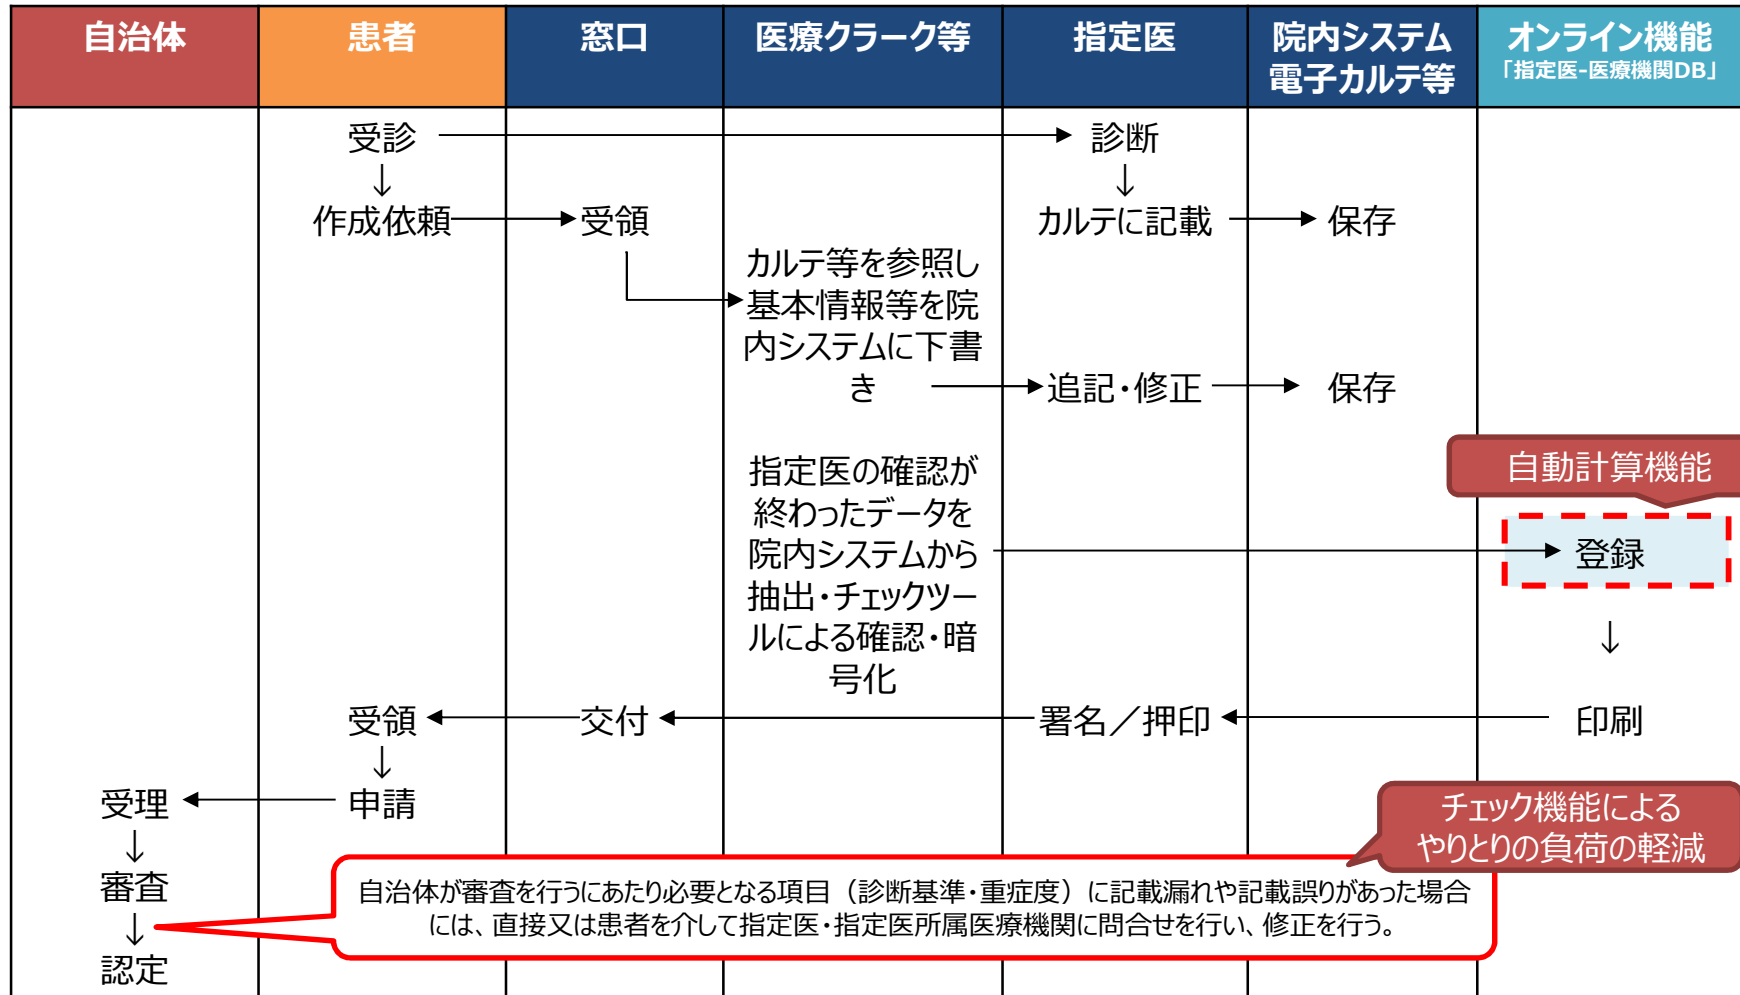 自治体
患者
窓口
医療クラーク等
指定医
院内システム
電子カルテ等
オンライン機能
「指定医-医療機関DB」
受診
診断
↓
↓
作成依頼
受領
カルテに記載
保存
カルテ等を参照し
基本情報等を院
内システムに下書
き
追記・修正
保存
自動計算機能
指定医の確認が
終わったデータを
院内システムから
抽出・チェックツー
ルによる確認・暗
号化
登録
↓
受領
交付
署名／押印
印刷
↓
受理
申請
チェック機能による
やりとりの負荷の軽減
↓
審査
↓
認定
自治体が審査を行うにあたり必要となる項目（診断基準・重症度）に記載漏れや記載誤りがあった場合
には、直接又は患者を介して指定医・指定医所属医療機関に問合せを行い、修正を行う。